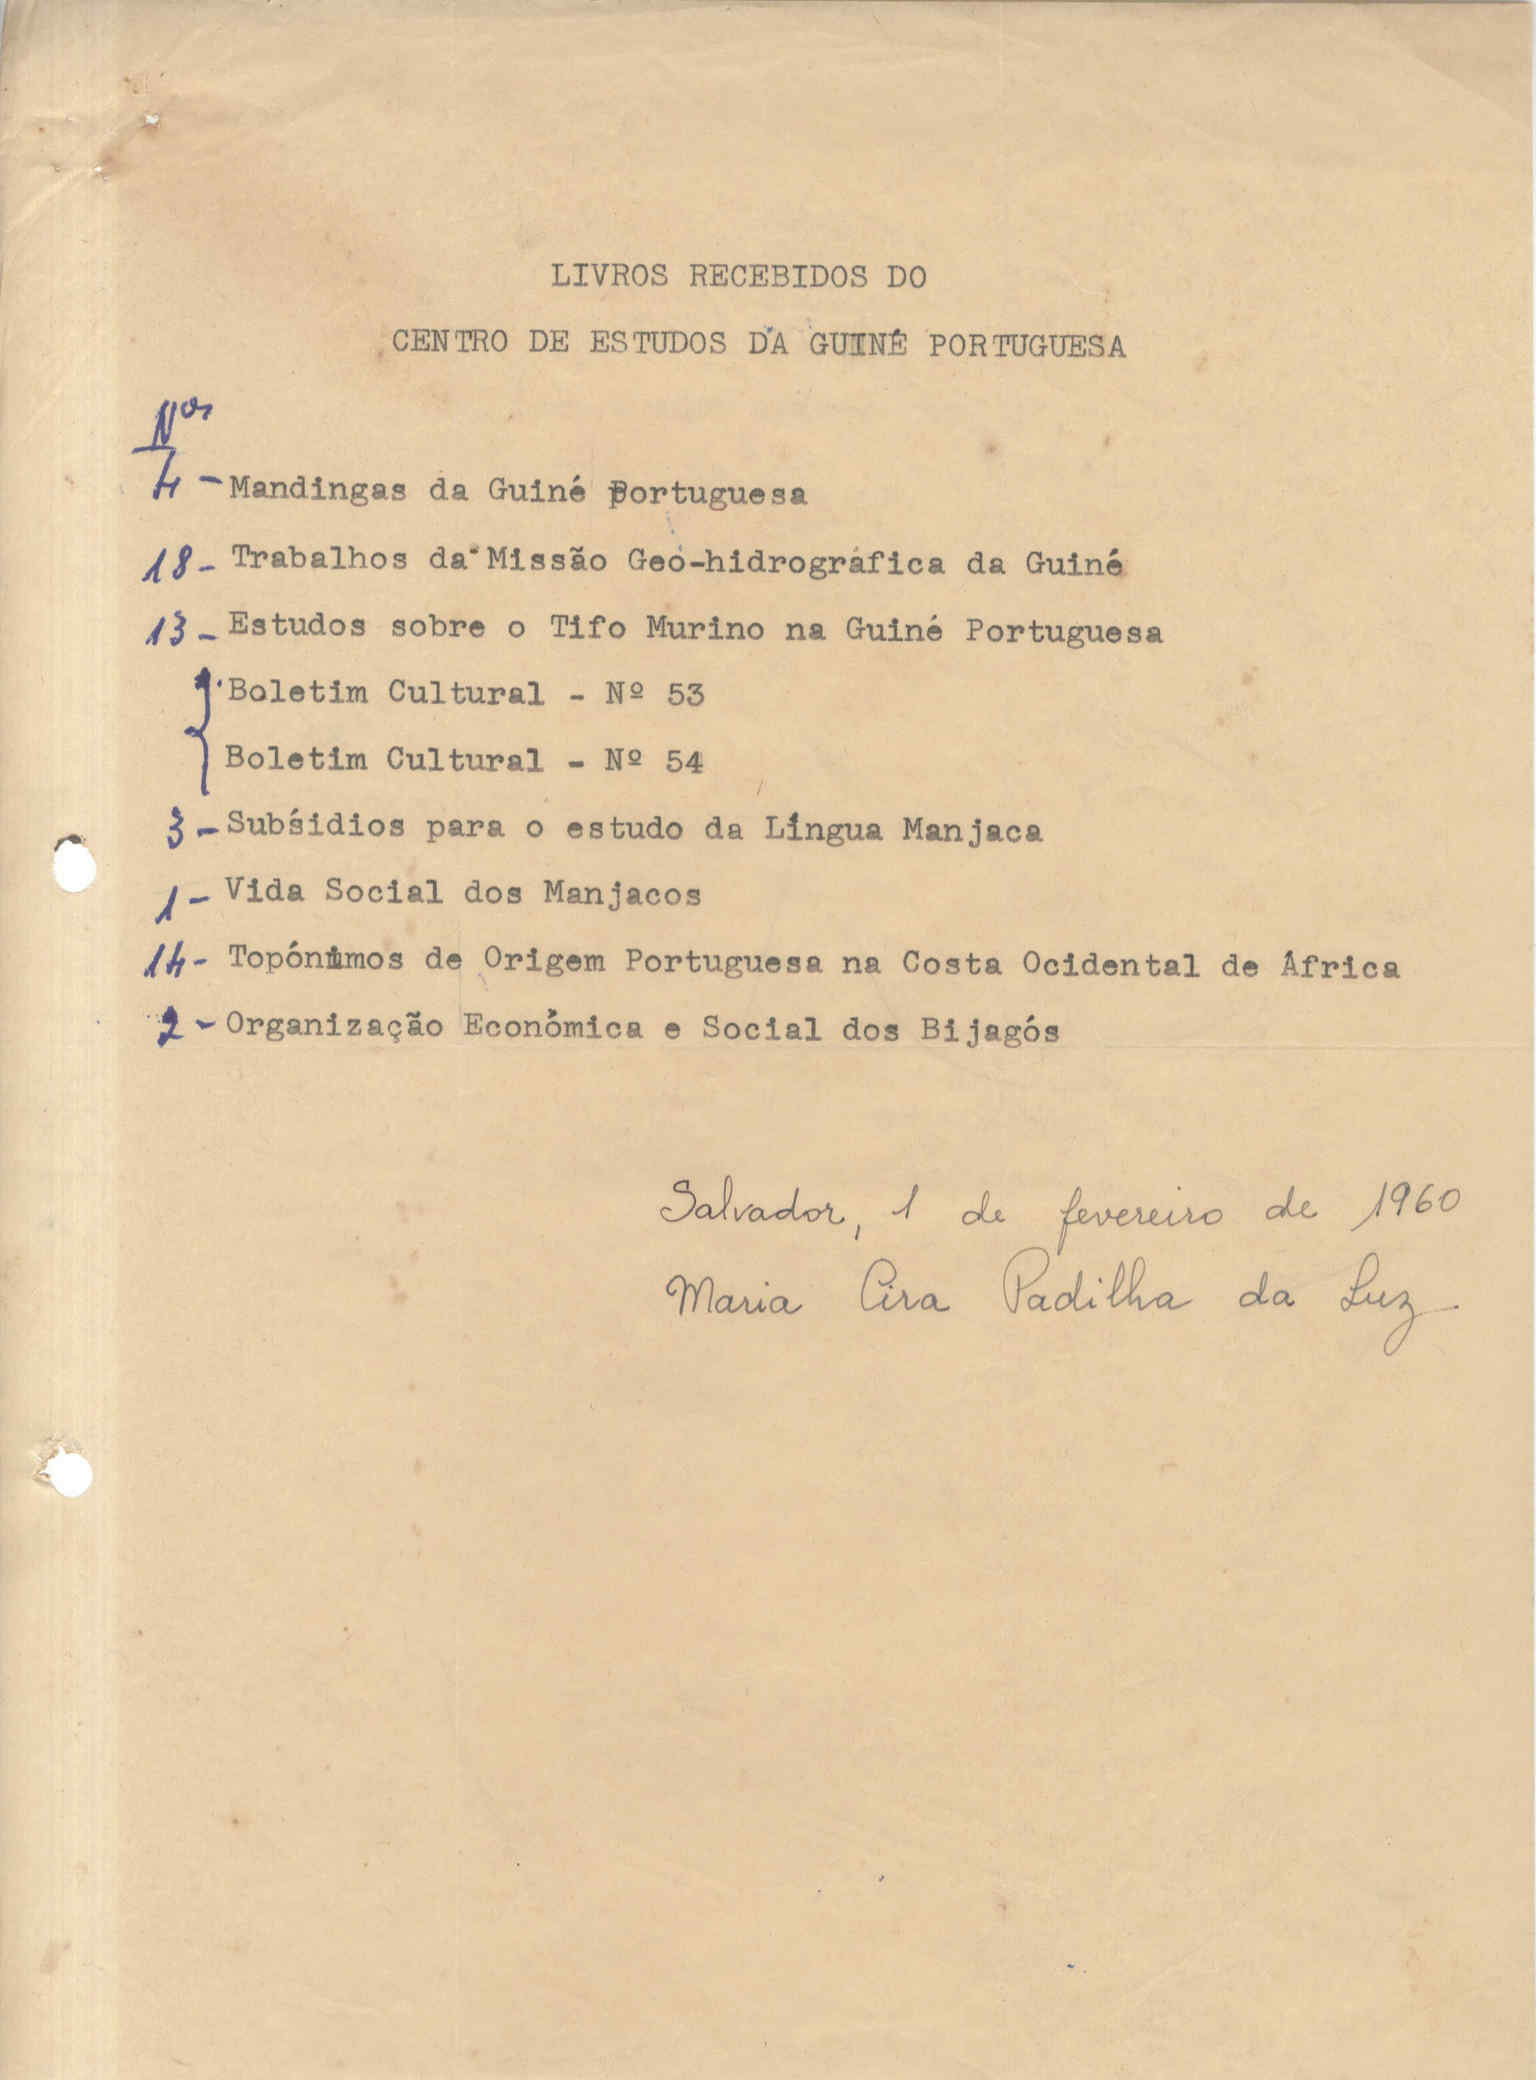 LIVROS RECEBIDOS DO
CENTRO DE ESTUDOS DA GUINÉ PORTUGUESA
Nos
4 - Mandingas da Guiné Portuguesa
18 - Trabalhos da Missão Geo-hidrográfica da Guiné
13 - Estudos sobre o Tifo Murino na Guiné Portuguesa
Boletim Cultural - Nº 53
Boletim Cultural - Nº 54
3 - Subsídios para o estudo da Língua Manjaca
1 - Vida Social dos Manjacos
14 - Topónimos de Origem Portuguesa na Costa Ocidental de África
2 - Organização Económica e Social dos Bijagós
Salvador, 1 de fevereiro de 1960
Maria Cira Padilha da Luz.